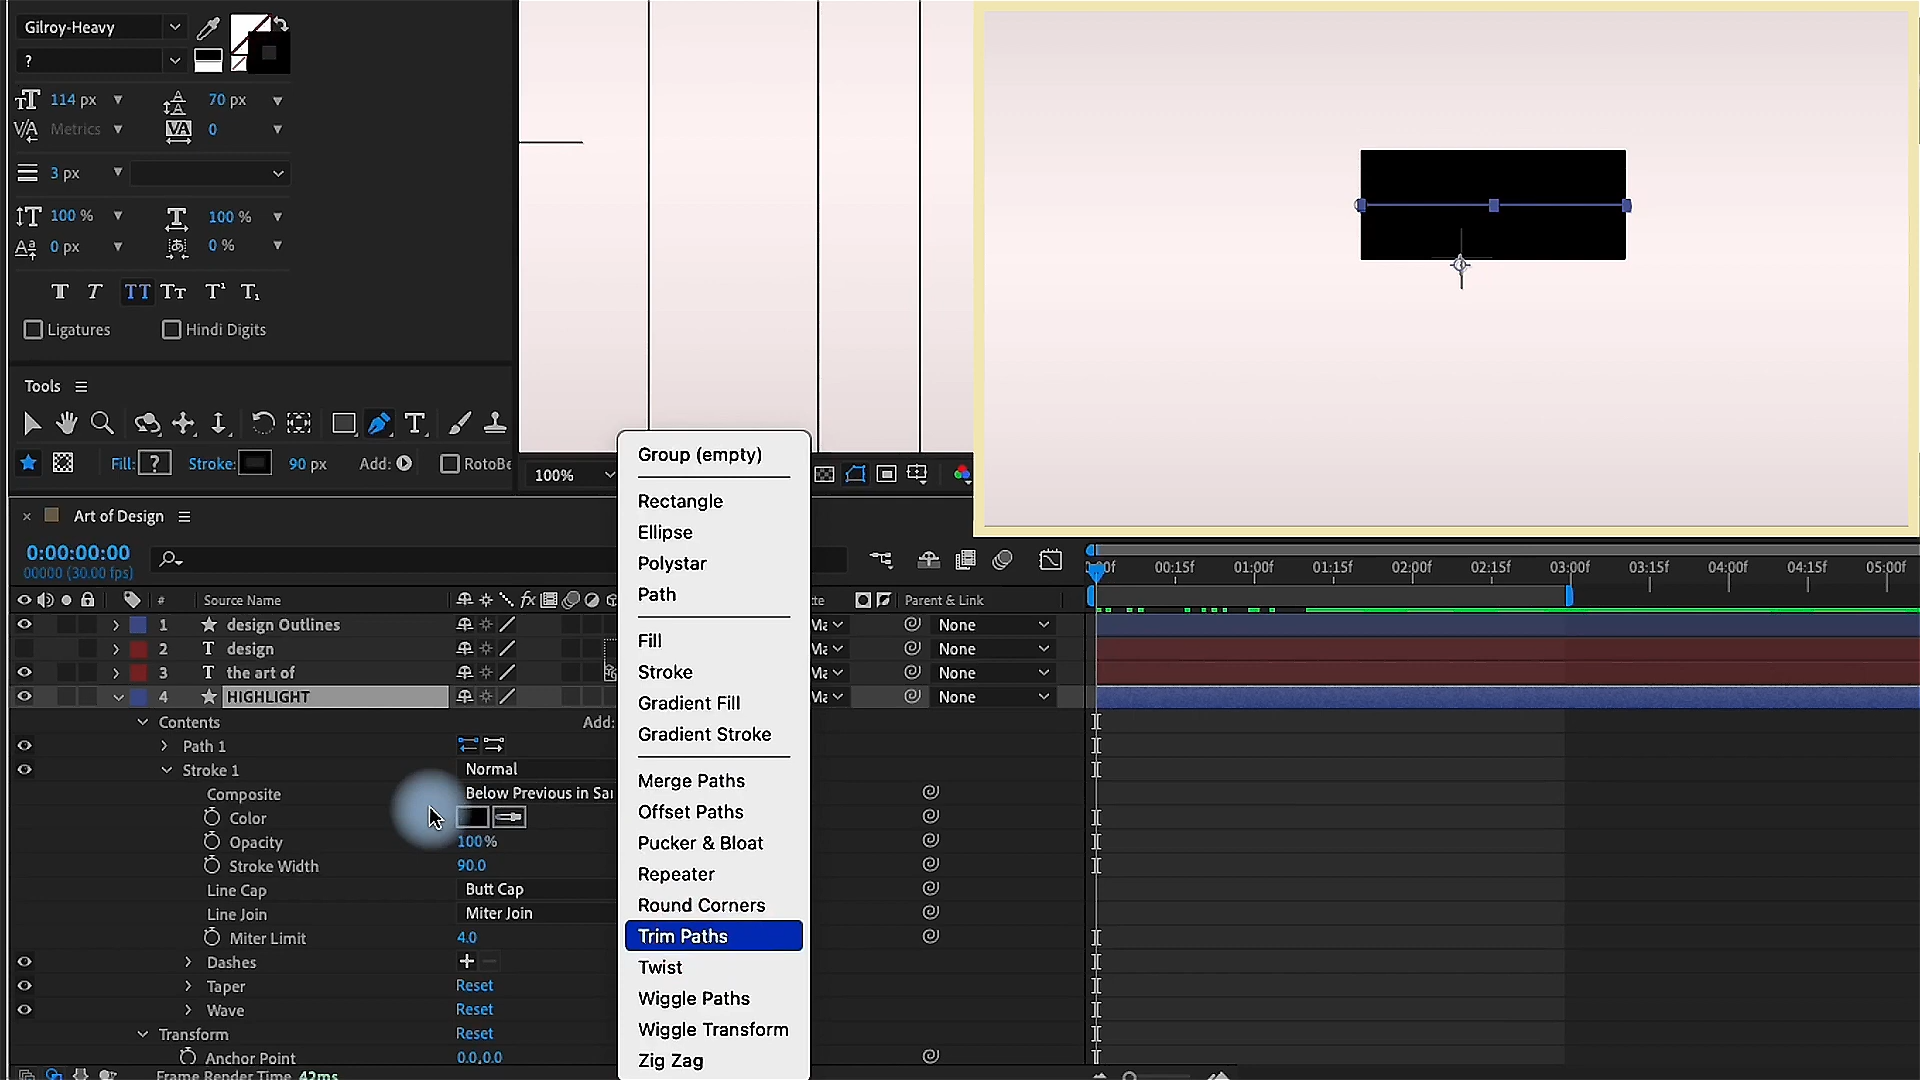 Gilroy-Heavy
?
114 px
70 px
Metrics
0
3 px
100 %
100 %
0 px
0 %
T T TT Tт T¹ T₁
Ligatures
Hindi Digits
Tools
Fill: ?
Stroke:
90 px
Add:
RotoBe
100%
Group (empty)
Rectangle
Ellipse
Polystar
Path
Fill
Stroke
Gradient Fill
Gradient Stroke
Merge Paths
Offset Paths
Pucker & Bloat
Repeater
Round Corners
Trim Paths
Twist
Wiggle Paths
Wiggle Transform
Zig Zag
× Art of Design
0:00:00:00
00000 (30.00 fps)
00:15f 01:00f 01:15f 02:00f 02:15f 03:00f 03:15f 04:00f 04:15f 05:00f
# Source Name fx Parent & Link
1 design Outlines None
2 T design None
3 T the art of None
4 HIGHLIGHT None
Contents Add:
Path 1
Stroke 1 Normal
Composite Below Previous in Sa
Color
Opacity 100%
Stroke Width 90.0
Line Cap Butt Cap
Line Join Miter Join
Miter Limit 4.0
Dashes + −
Taper Reset
Wave Reset
Transform Reset
Anchor Point 0.0,0.0
Frame Render Time 42ms